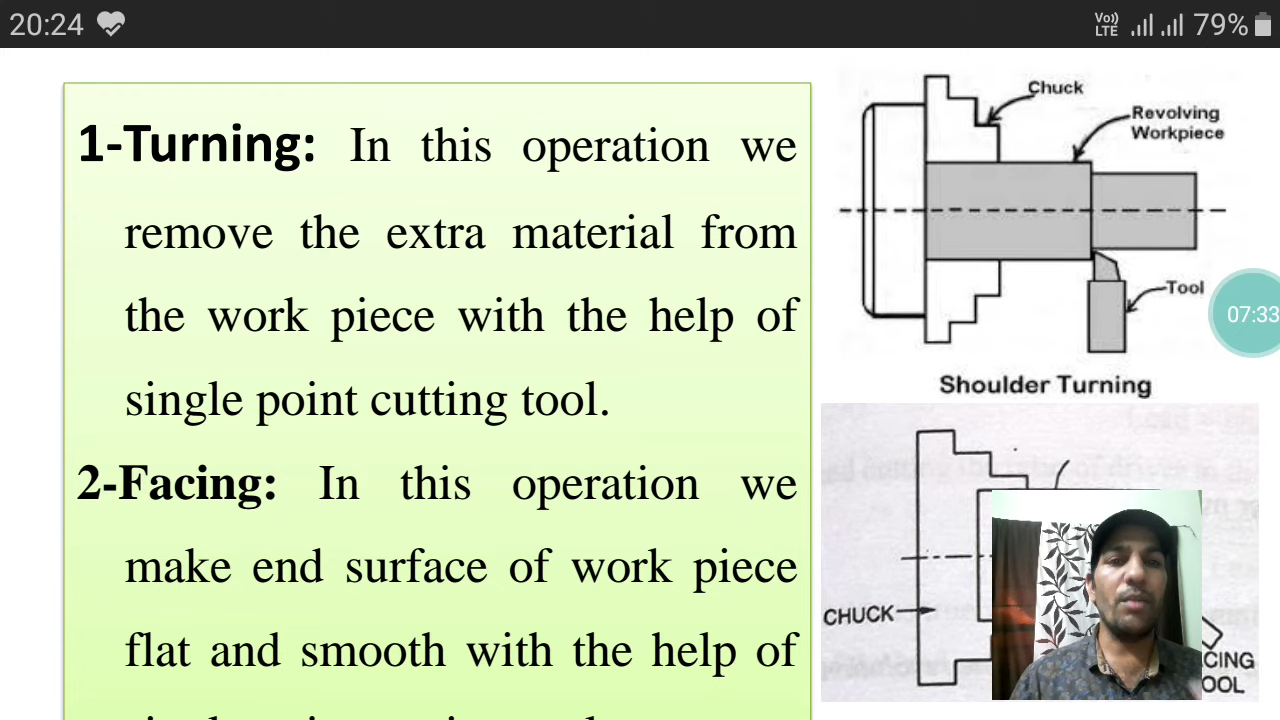 20:24
Vo)) LTE 79%
1-Turning: In this operation we
remove the extra material from
the work piece with the help of
single point cutting tool.
2-Facing: In this operation we
make end surface of work piece
flat and smooth with the help of
Chuck
Revolving
Workpiece
Tool
07:33
Shoulder Turning
CHUCK
CING
OOL